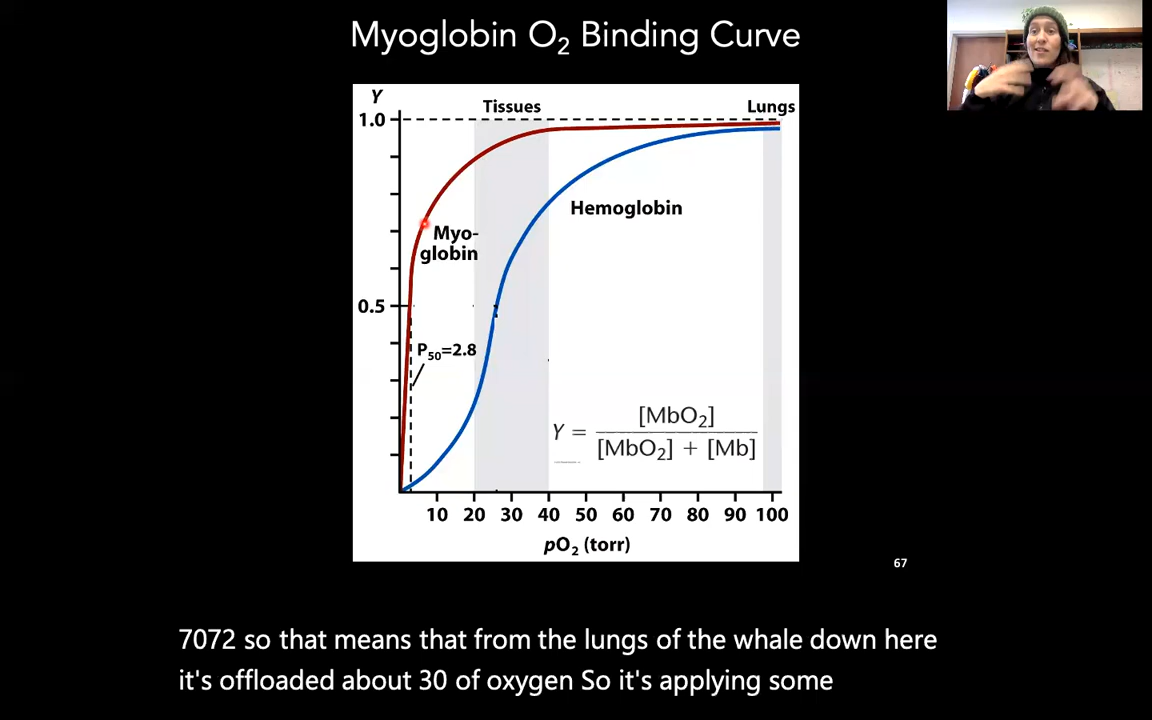 Myoglobin O₂ Binding Curve
Y
Tissues
Lungs
1.0
Hemoglobin
Myo-
globin
0.5
P₅₀=2.8
Y = [MbO₂]
[MbO₂] + [Mb]
10 20 30 40 50 60 70 80 90 100
pO₂ (torr)
67
7072 so that means that from the lungs of the whale down here
it's offloaded about 30 of oxygen So it's applying some